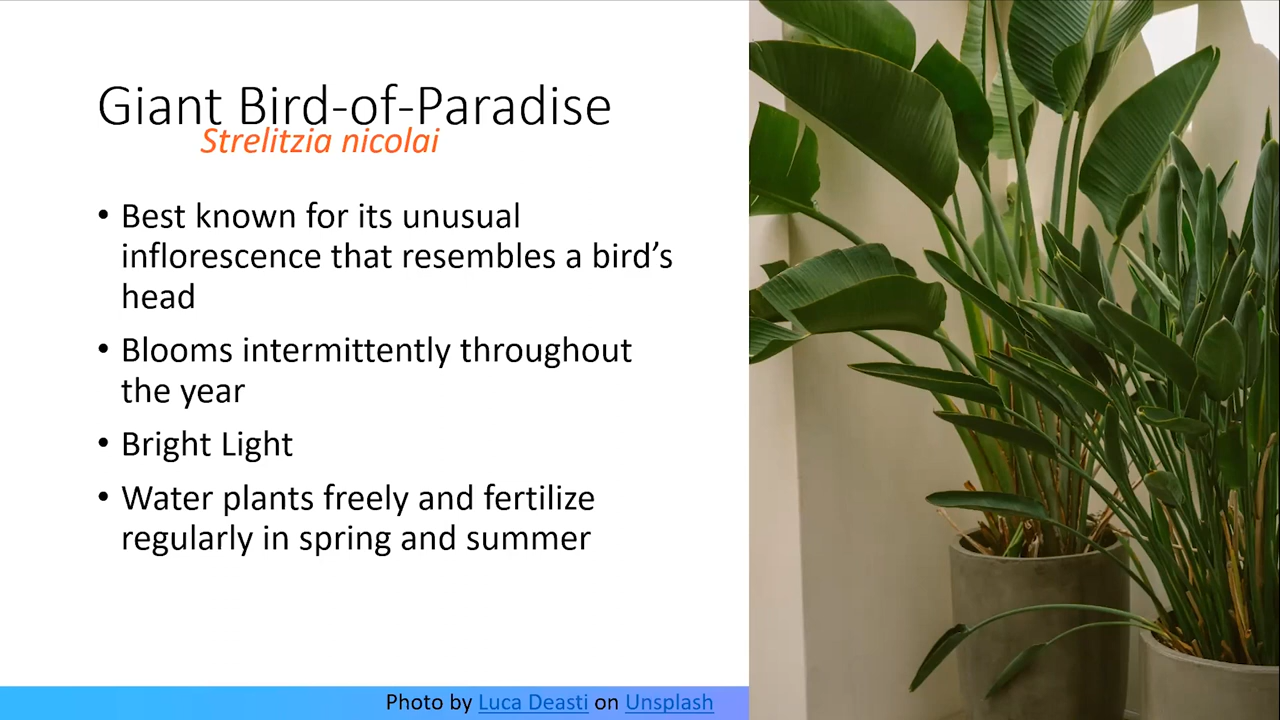 Giant Bird-of-Paradise
Strelitzia nicolai
• Best known for its unusual
inflorescence that resembles a bird’s
head
• Blooms intermittently throughout
the year
• Bright Light
• Water plants freely and fertilize
regularly in spring and summer
Photo by Luca Deasti on Unsplash